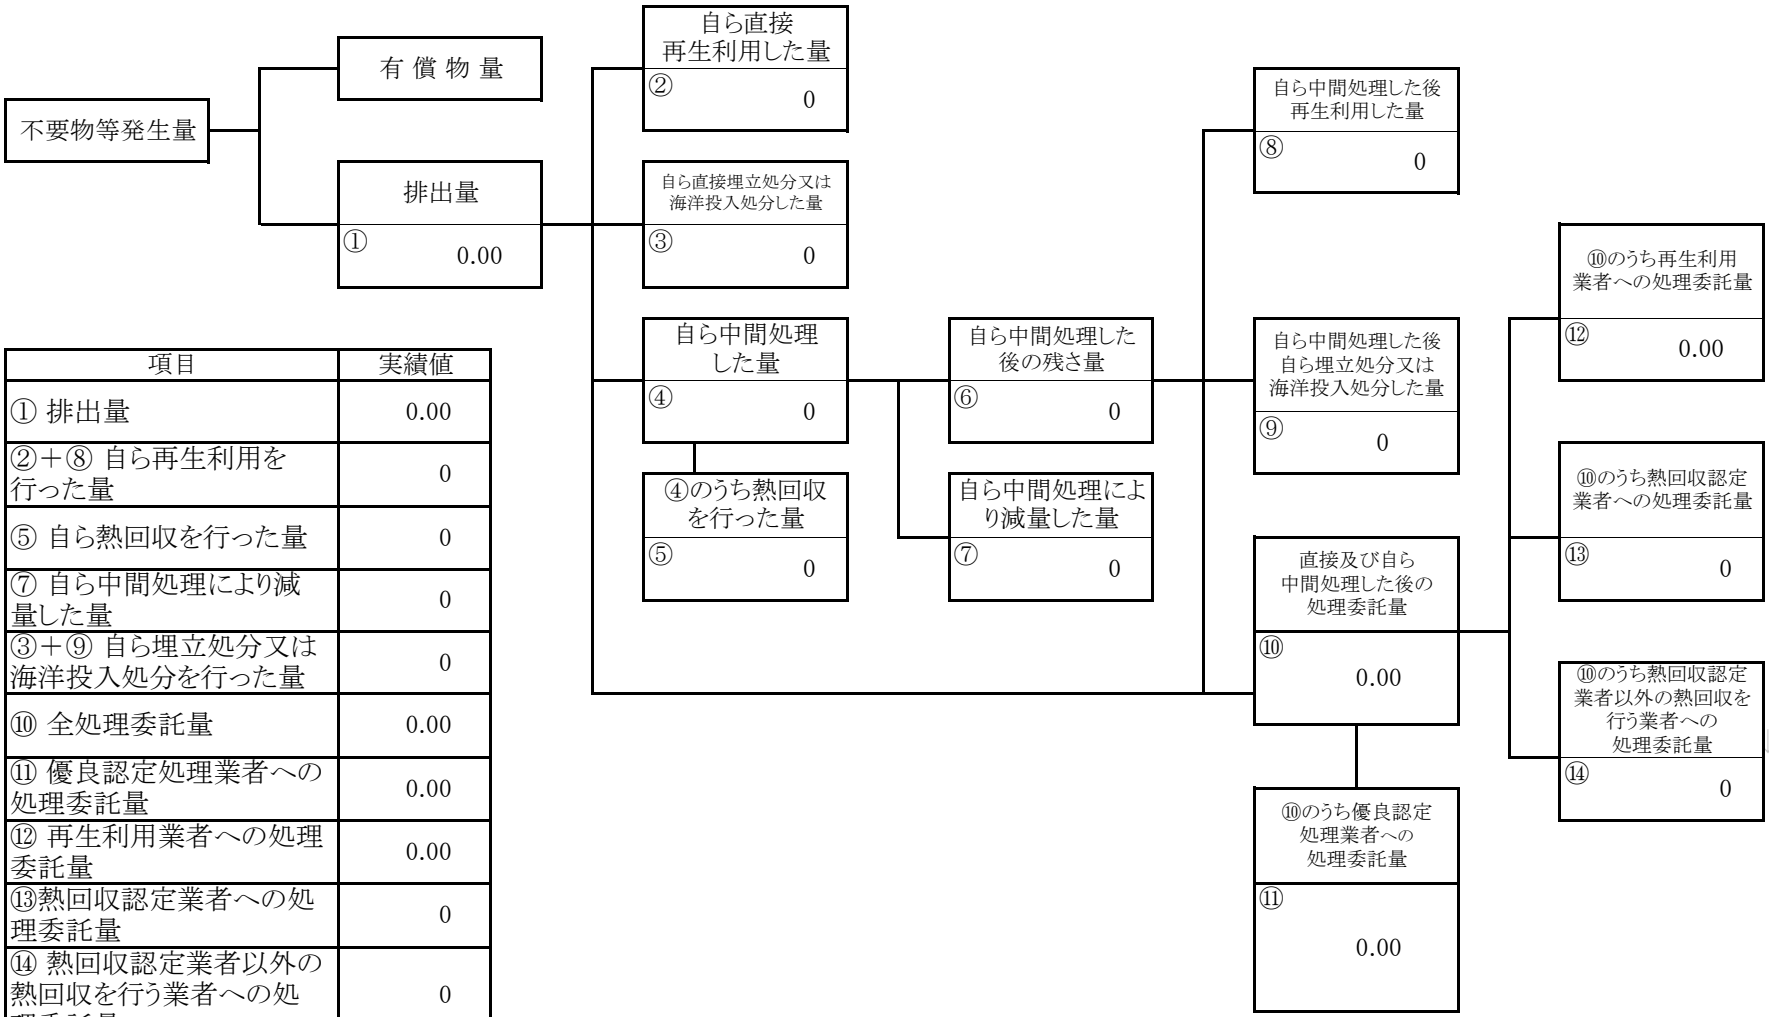 不要物等発生量
有 償 物 量
排出量
①
0.00
自ら直接
再生利用した量
②
0
自ら直接埋立処分又は
海洋投入処分した量
③
0
自ら中間処理
した量
④
0
④のうち熱回収
を行った量
⑤
0
自ら中間処理した
後の残さ量
⑥
0
自ら中間処理によ
り減量した量
⑦
0
自ら中間処理した後
再生利用した量
⑧
0
自ら中間処理した後
自ら埋立処分又は
海洋投入処分した量
⑨
0
直接及び自ら
中間処理した後の
処理委託量
⑩
0.00
⑩のうち優良認定
処理業者への
処理委託量
⑪
0.00
⑩のうち再生利用
業者への処理委託量
⑫
0.00
⑩のうち熱回収認定
業者への処理委託量
⑬
0
⑩のうち熱回収認定
業者以外の熱回収を
行う業者への
処理委託量
⑭
0
項目 実績値
① 排出量 0.00
②＋⑧ 自ら再生利用を
行った量
0
⑤ 自ら熱回収を行った量 0
⑦ 自ら中間処理により減
量した量
0
③＋⑨ 自ら埋立処分又は
海洋投入処分を行った量
0
⑩ 全処理委託量 0.00
⑪ 優良認定処理業者への
処理委託量
0.00
⑫ 再生利用業者への処理
委託量
0.00
⑬熱回収認定業者への処
理委託量
0
⑭ 熱回収認定業者以外の
熱回収を行う業者への処
0